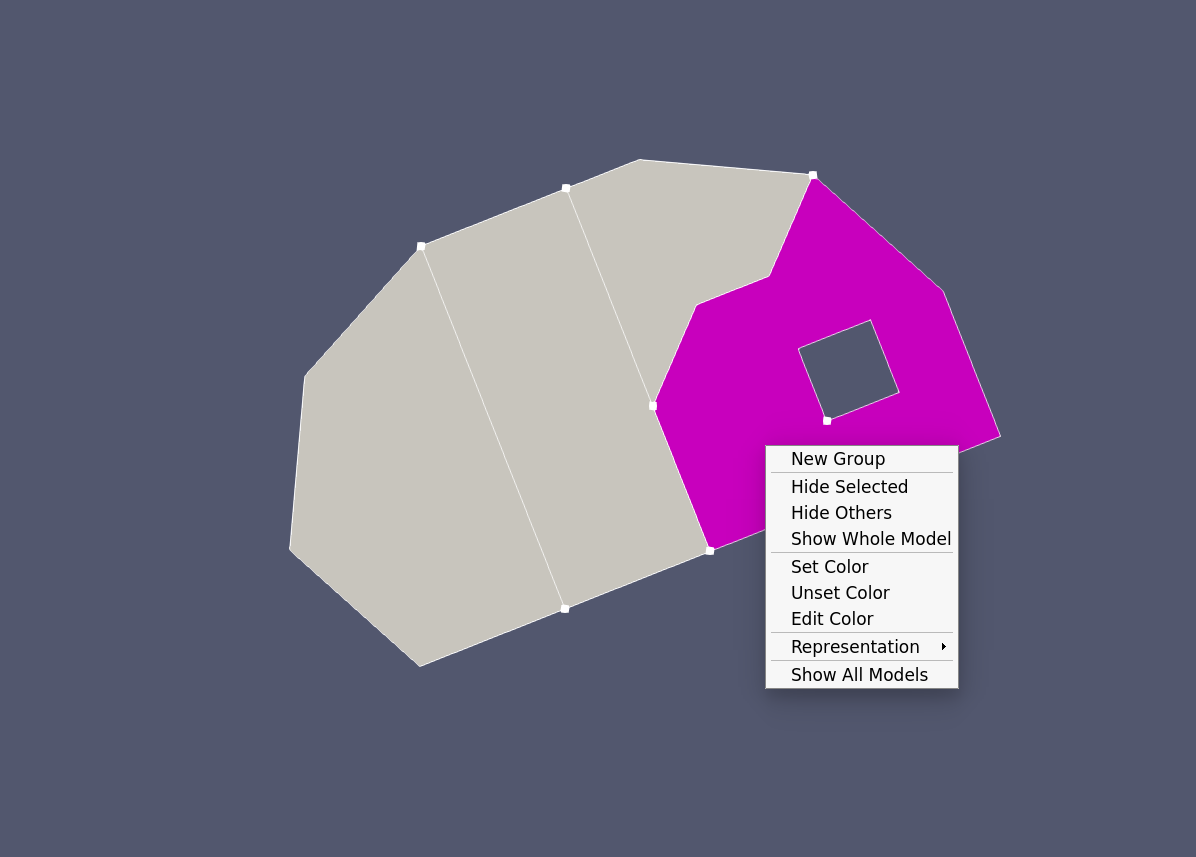 New Group
Hide Selected
Hide Others
Show Whole Model
Set Color
Unset Color
Edit Color
Representation
Show All Models